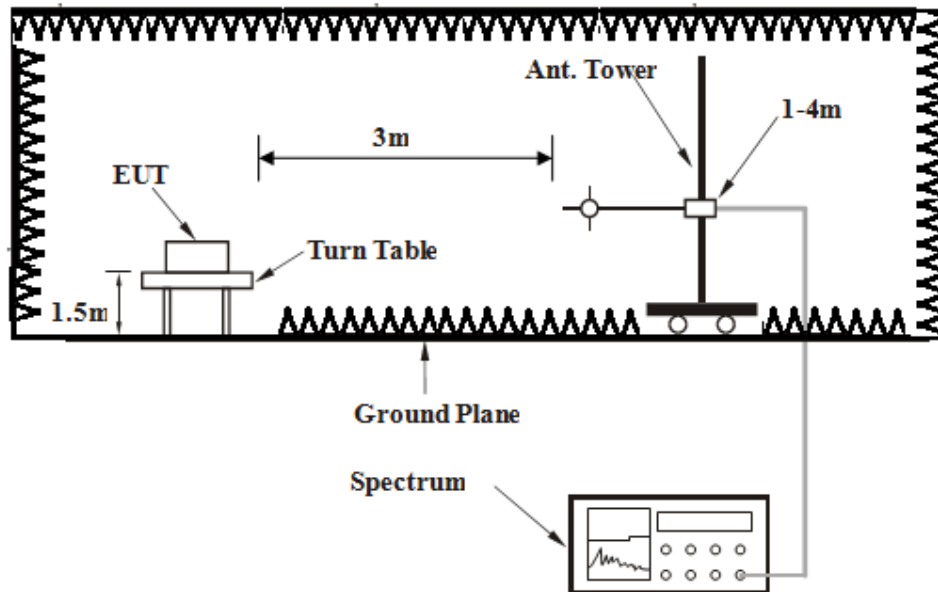 Ant. Tower
1-4m
3m
EUT
Turn Table
1.5m
Ground Plane
Spectrum